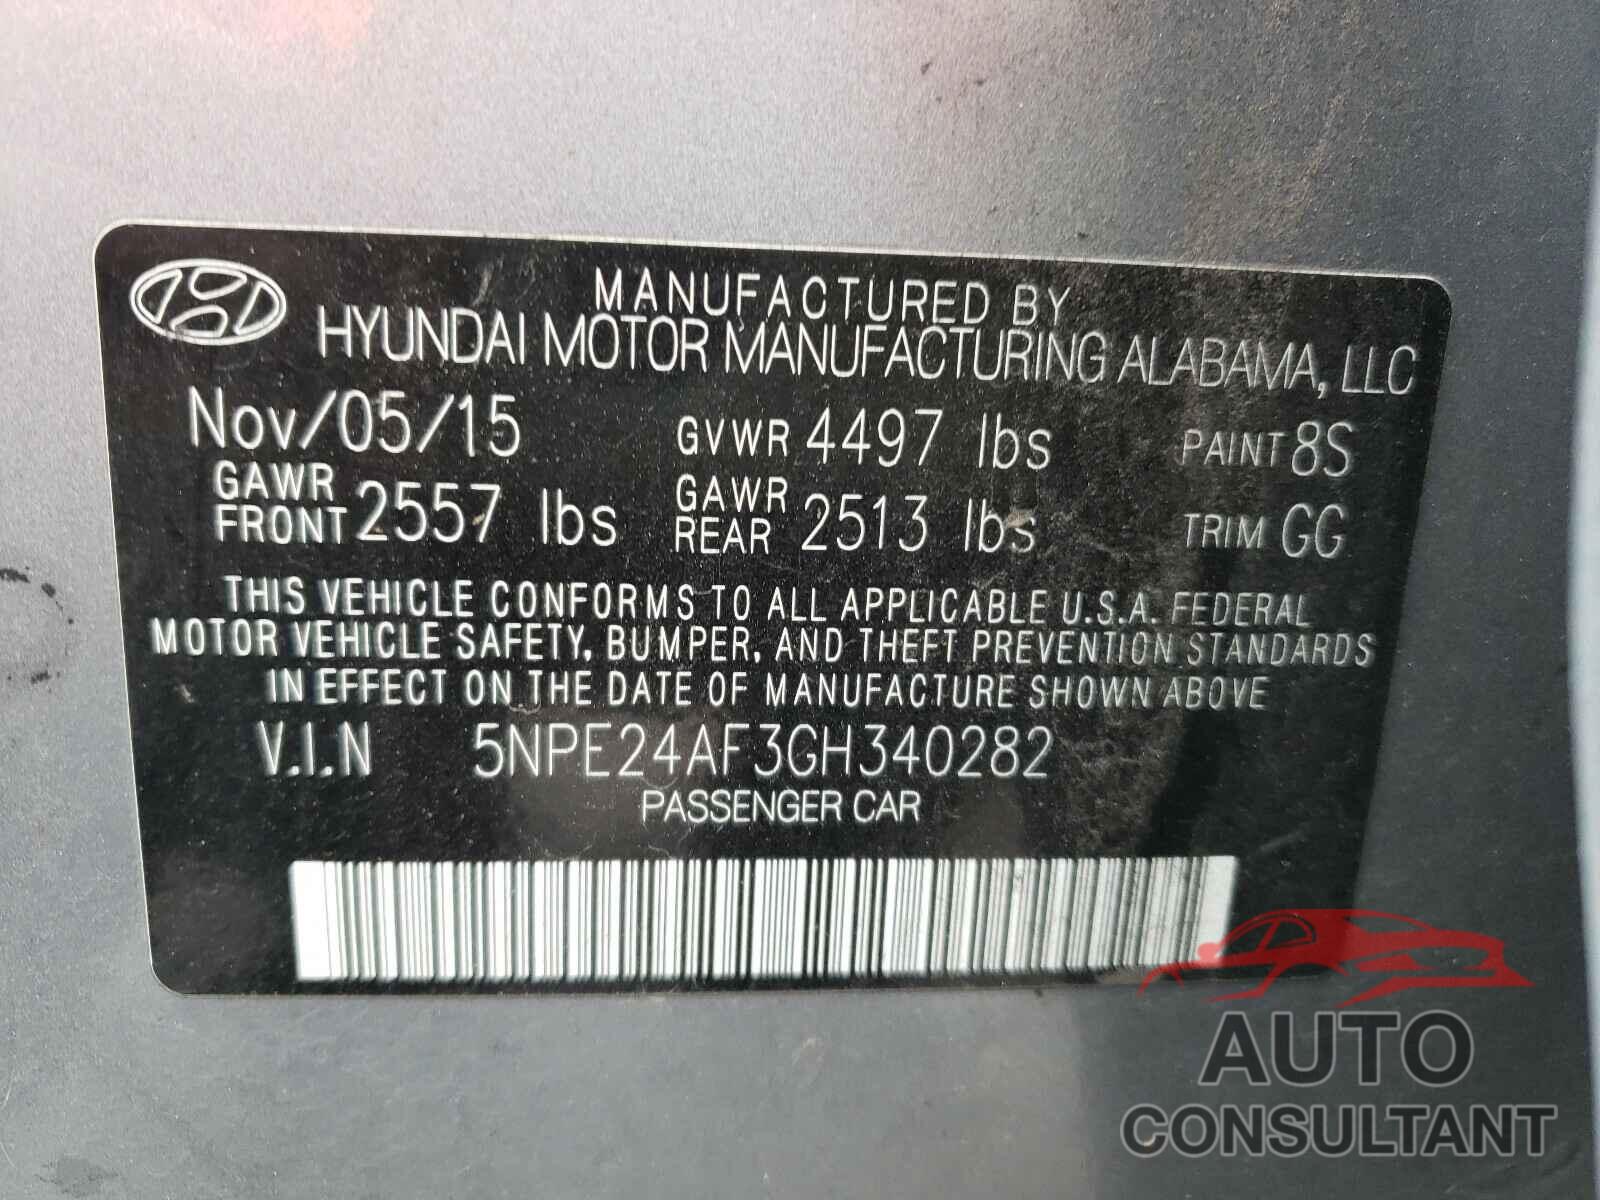 MANUFACTURED BY
HYUNDAI MOTOR MANUFACTURING ALABAMA, LLC
Nov/05/15 GVWR 4497 lbs PAINT 8S
GAWR FRONT 2557 lbs GAWR REAR 2513 lbs TRIM GG
THIS VEHICLE CONFORMS TO ALL APPLICABLE U.S.A. FEDERAL
MOTOR VEHICLE SAFETY, BUMPER, AND THEFT PREVENTION STANDARDS
IN EFFECT ON THE DATE OF MANUFACTURE SHOWN ABOVE
V.I.N 5NPE24AF3GH340282
PASSENGER CAR
AUTO
CONSULTANT